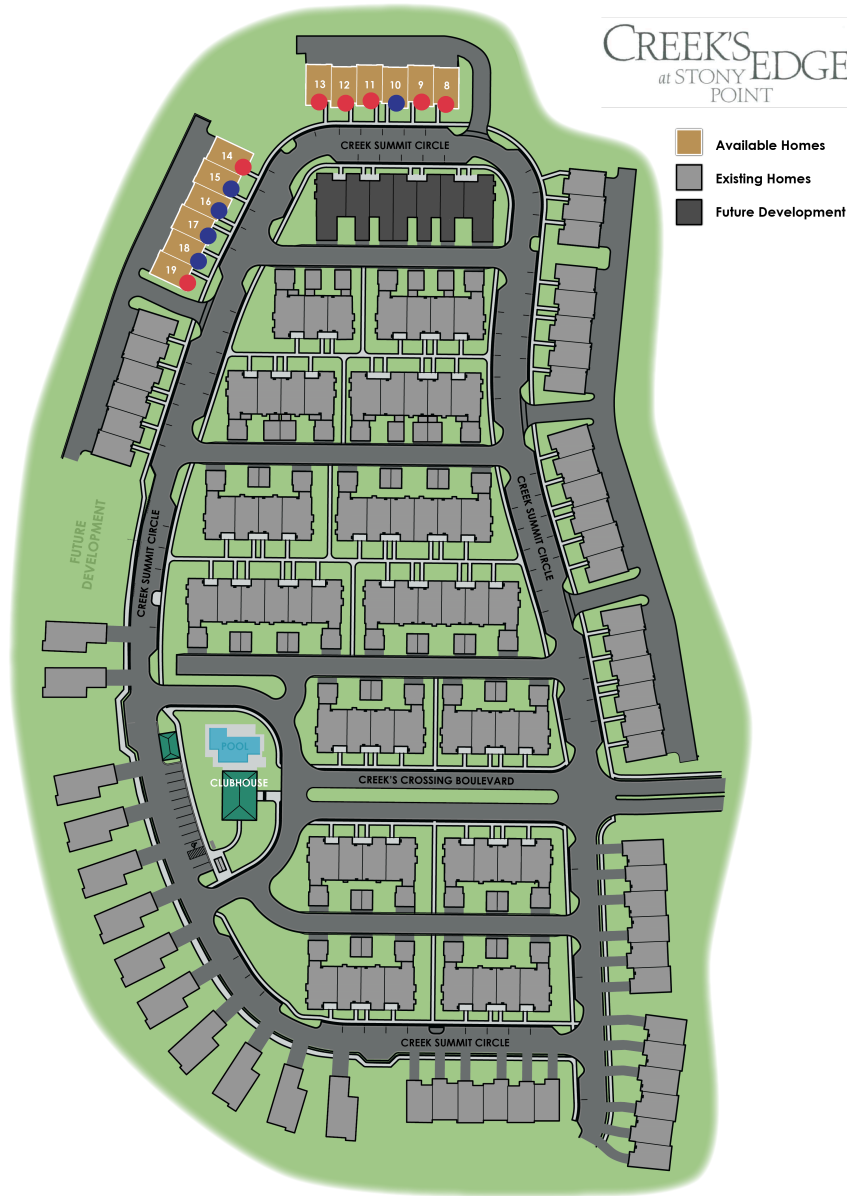 CREEK'S EDGE
at STONY
POINT
Available Homes
Existing Homes
Future Development
13 12 11 10 9 8
CREEK SUMMIT CIRCLE
14
15
16
17
18
19
FUTURE
DEVELOPMENT
CREEK SUMMIT CIRCLE
CREEK SUMMIT CIRCLE
POOL
CLUBHOUSE
CREEK'S CROSSING BOULEVARD
CREEK SUMMIT CIRCLE